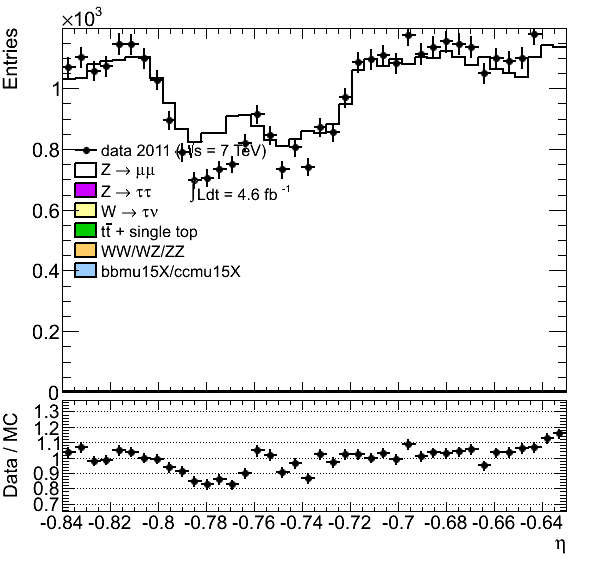 ×10³
Entries
1
0.8
0.6
0.4
0.2
0
data 2011 (√s = 7 TeV)
∫Ldt = 4.6 fb⁻¹
Z → μμ
Z → ττ
W → τν
tt̄ + single top
WW/WZ/ZZ
bbmu15X/ccmu15X
Data / MC
1.3
1.2
1.1
1
0.9
0.8
0.7
-0.84 -0.82 -0.8 -0.78 -0.76 -0.74 -0.72 -0.7 -0.68 -0.66 -0.64
η